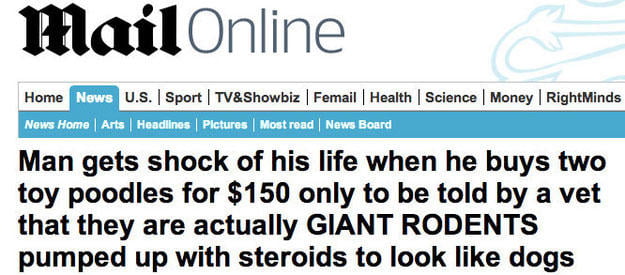 Mail Online
Home News U.S. Sport TV&Showbiz Femail Health Science Money RightMinds
News Home Arts Headlines Pictures Most read News Board
Man gets shock of his life when he buys two
toy poodles for $150 only to be told by a vet
that they are actually GIANT RODENTS
pumped up with steroids to look like dogs